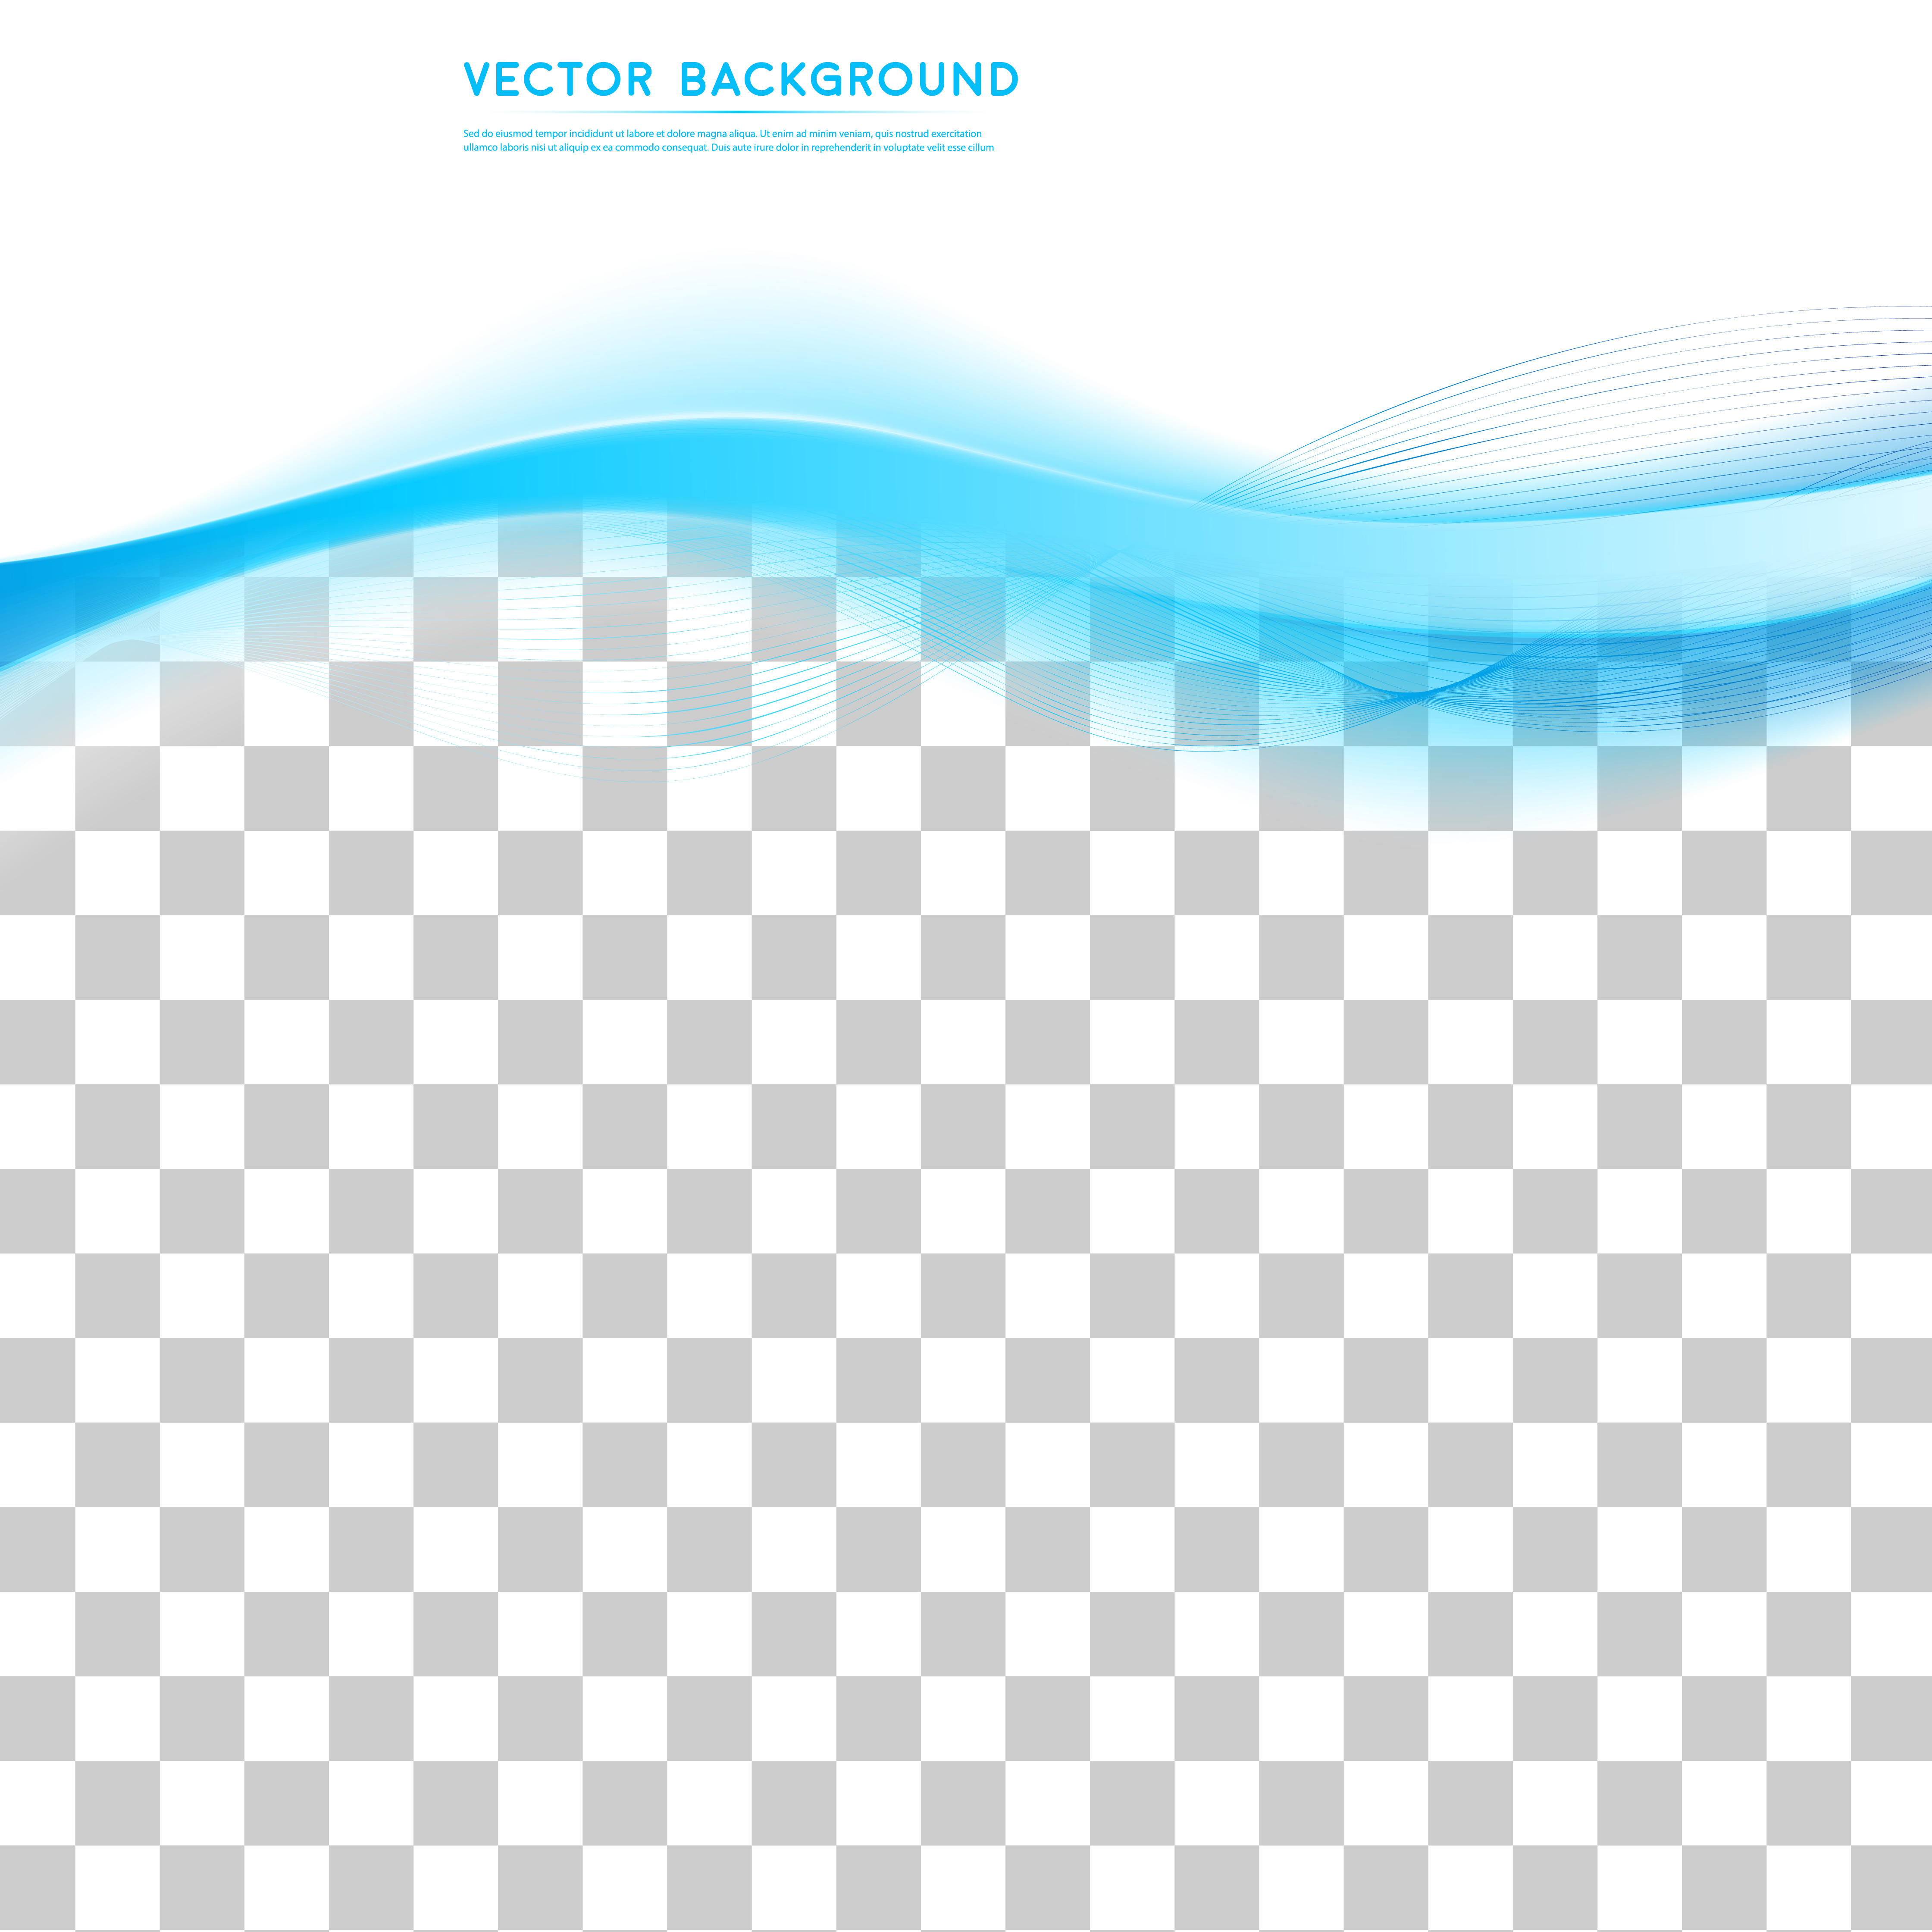 VECTOR BACKGROUND
Sed do eiusmod tempor incididunt ut labore et dolore magna aliqua. Ut enim ad minim veniam, quis nostrud exercitation
ullamco laboris nisi ut aliquip ex ea commodo consequat. Duis aute irure dolor in reprehenderit in voluptate velit esse cillum